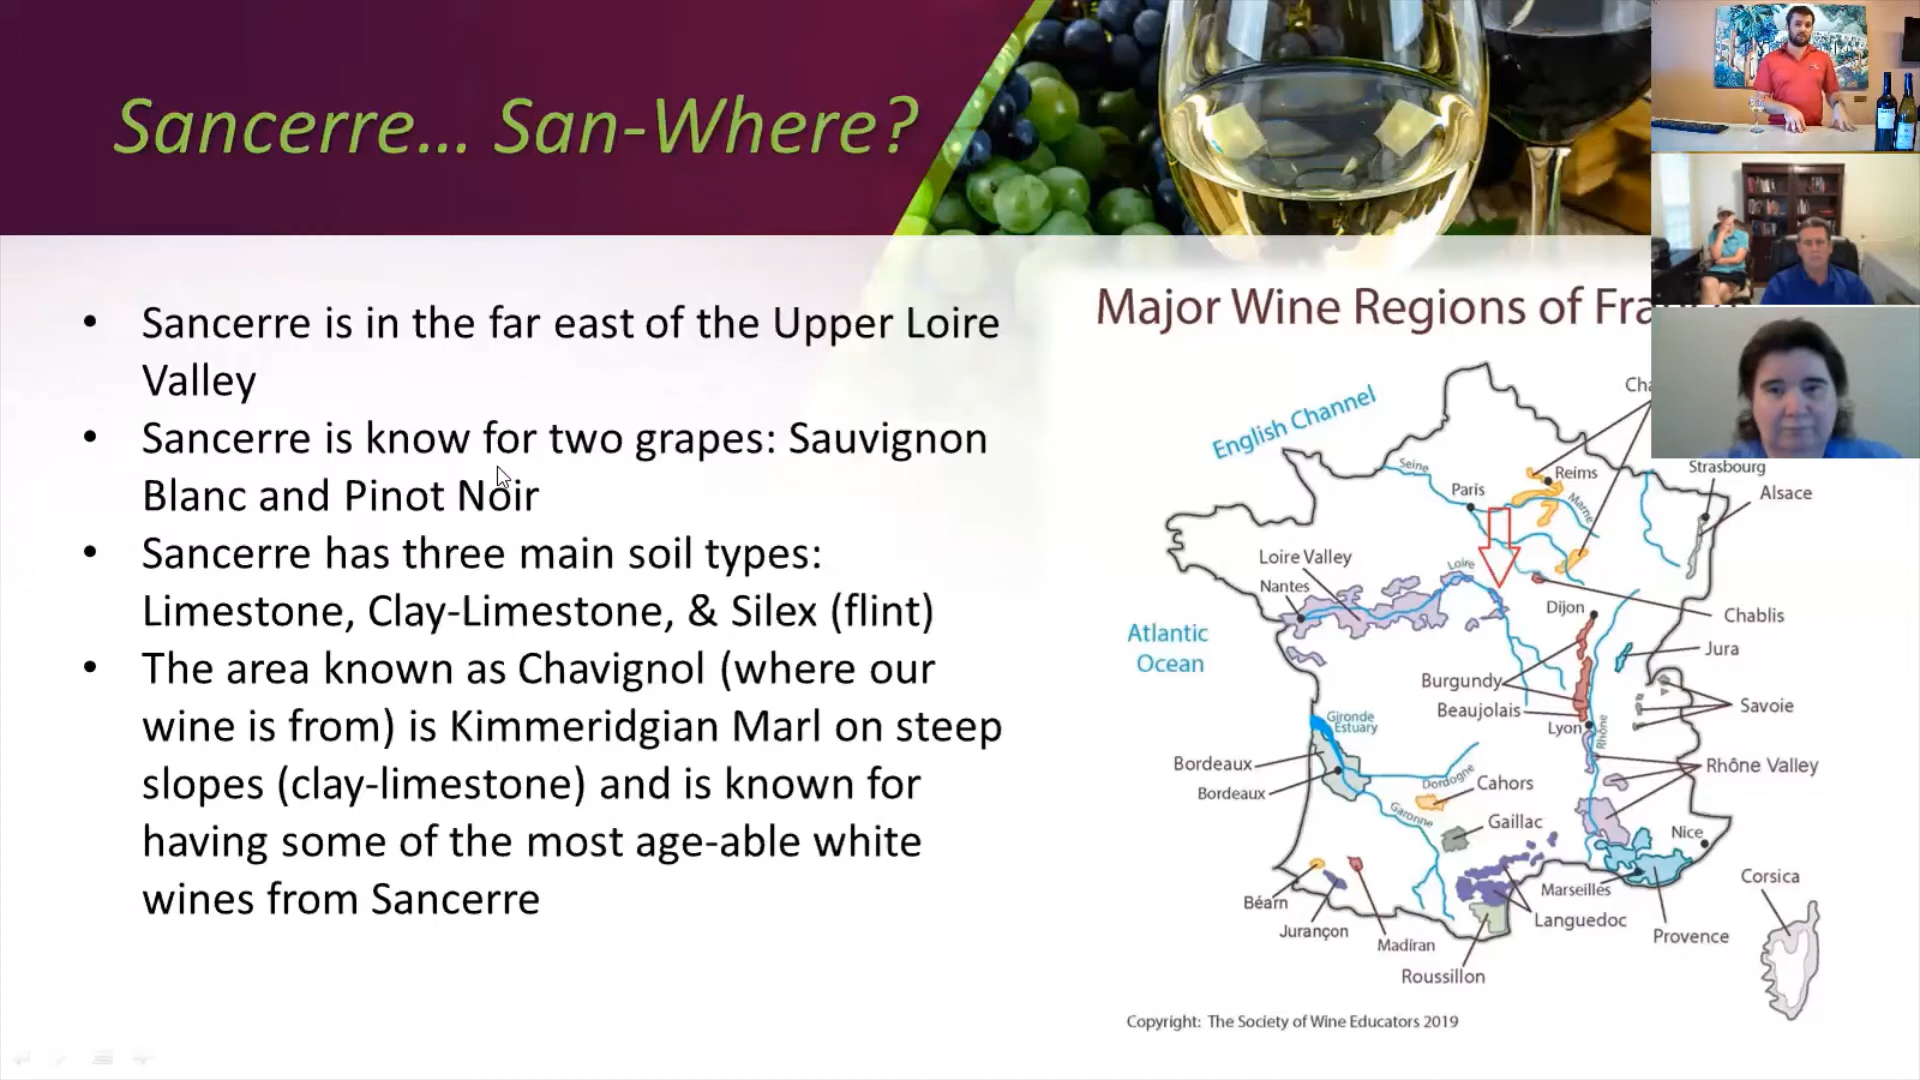 Sancerre... San-Where?
• Sancerre is in the far east of the Upper Loire
Valley
• Sancerre is know for two grapes: Sauvignon
Blanc and Pinot Noir
• Sancerre has three main soil types:
Limestone, Clay-Limestone, & Silex (flint)
• The area known as Chavignol (where our
wine is from) is Kimmeridgian Marl on steep
slopes (clay-limestone) and is known for
having some of the most age-able white
wines from Sancerre
Major Wine Regions of Fra
Cha
English Channel
Seine
Reims
Strasbourg
Paris
Marne
Alsace
Loire Valley
Loire
Nantes
Dijon
Chablis
Atlantic
Ocean
Jura
Burgundy
Beaujolais
Savoie
Lyon
Rhône
Gironde
Estuary
Bordeaux
Rhône Valley
Dordogne
Cahors
Bordeaux
Garonne
Gaillac
Nice
Marseilles
Corsica
Béarn
Languedoc
Jurançon
Madiran
Provence
Roussillon
Copyright: The Society of Wine Educators 2019